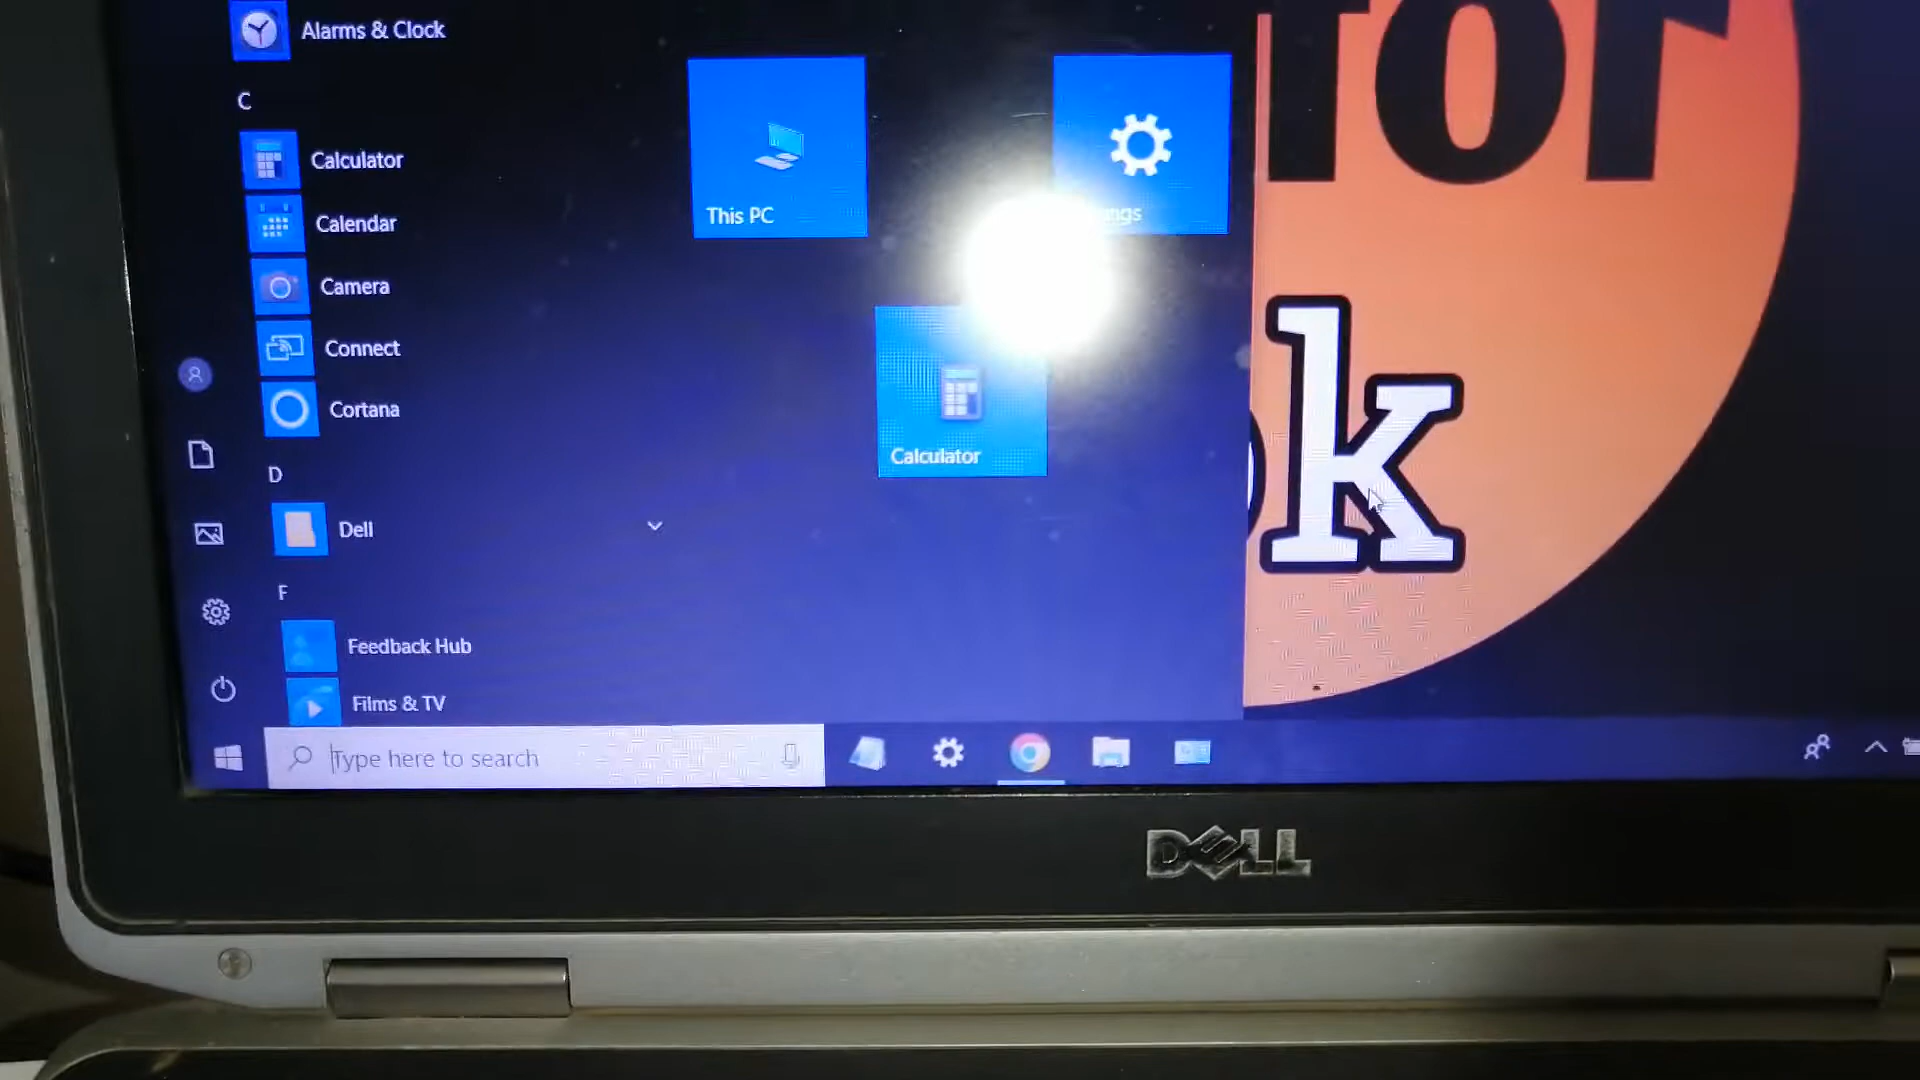 Alarms & Clock
C
Calculator
Calendar
Camera
Connect
Cortana
D
Dell
F
Feedback Hub
Films & TV
This PC
Calculator
k
Type here to search
DELL